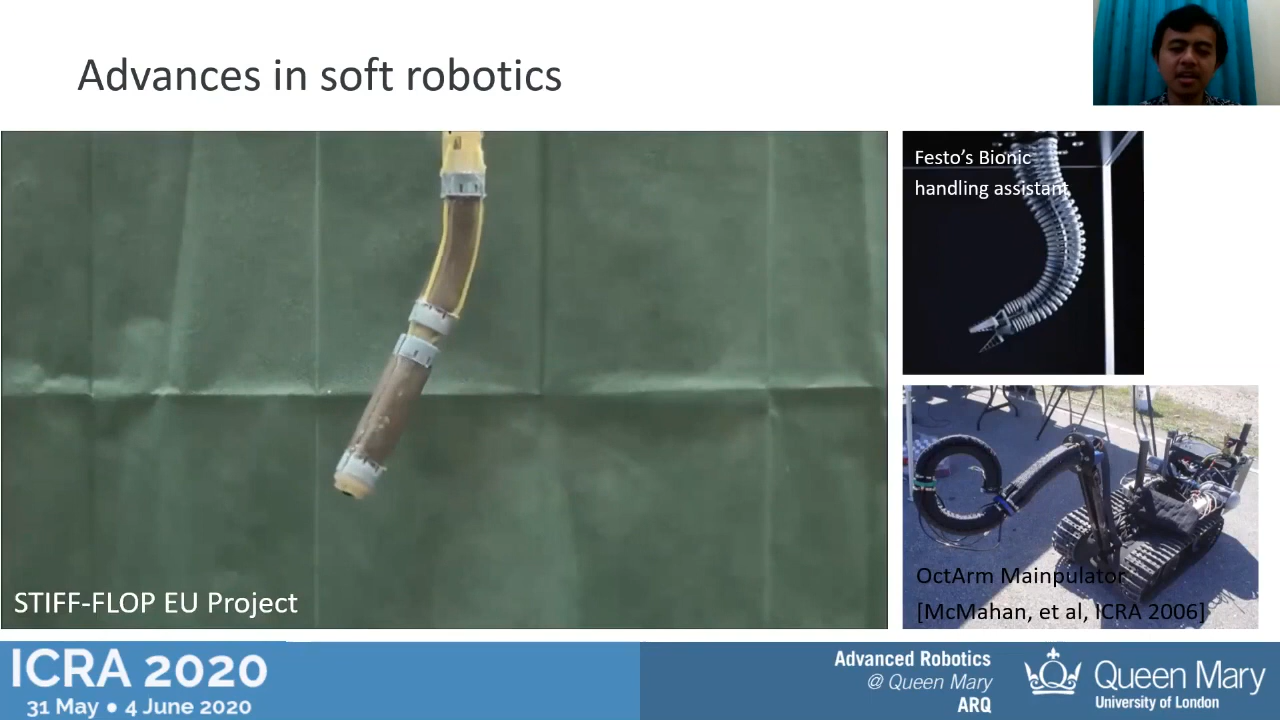 Advances in soft robotics
Festo's Bionic
handling assistant
STIFF-FLOP EU Project
OctArm Mainpulator
[McMahan, et al, ICRA 2006]
ICRA 2020
31 May ● 4 June 2020
Advanced Robotics
@ Queen Mary
ARQ
Queen Mary
University of London